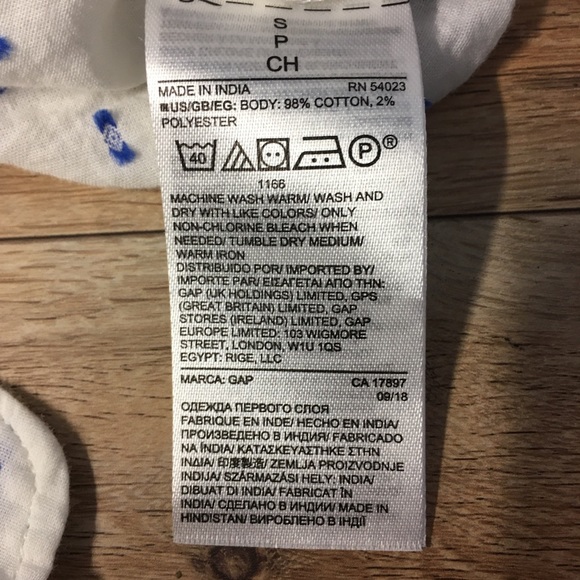 S
P
CH
MADE IN INDIA RN 54023
US/GB/EG: BODY: 98% COTTON, 2%
POLYESTER
40 P ®
1166
MACHINE WASH WARM/ WASH AND
DRY WITH LIKE COLORS/ ONLY
NON-CHLORINE BLEACH WHEN
NEEDED/ TUMBLE DRY MEDIUM/
WARM IRON
DISTRIBUIDO POR/ IMPORTED BY/
IMPORTE PAR/ ΕΙΣΑΓΕΤΑΙ ΑΠΟ ΤΗΝ:
GAP (UK HOLDINGS) LIMITED, GPS
(GREAT BRITAIN) LIMITED, GAP
STORES (IRELAND) LIMITED, GAP
EUROPE LIMITED: 103 WIGMORE
STREET, LONDON, W1U 1QS
EGYPT: RIGE, LLC
MARCA: GAP CA 17897
09/18
ОДЕЖДА ПЕРВОГО СЛОЯ
FABRIQUE EN INDE/ HECHO EN INDIA/
ПРОИЗВЕДЕНО В ИНДИЯ/ FABRICADO
NA ÍNDIA/ ΚΑΤΑΣΚΕΥΑΣΤΗΚΕ ΣΤΗΝ
ΙΝΔΙΑ/ 印度製造/ ZEMLJA PROIZVODNJE
INDIJA/ SZÁRMAZÁSI HELY: INDIA/
DIBUAT DI INDIA/ FABRICAT ÎN
INDIA/ СДЕЛАНО В ИНДИИ/ MADE IN
HINDISTAN/ ВИРОБЛЕНО В ІНДІЇ